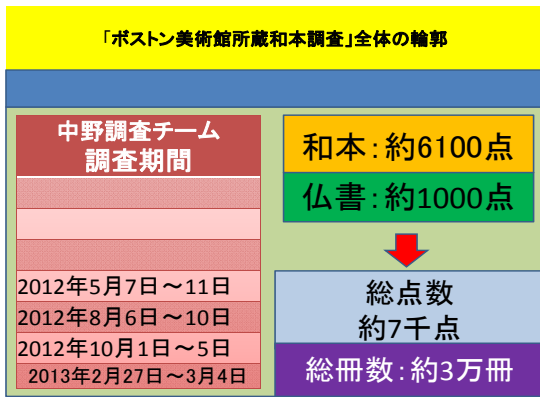 「ボストン美術館所蔵和本調査」全体の輪郭
中野調査チーム
調査期間
2012年5月7日~11日
2012年8月6日~10日
2012年10月1日~5日
2013年2月27日~3月4日
和本:約6100点
仏書:約1000点
総点数
約7千点
総冊数:約3万冊